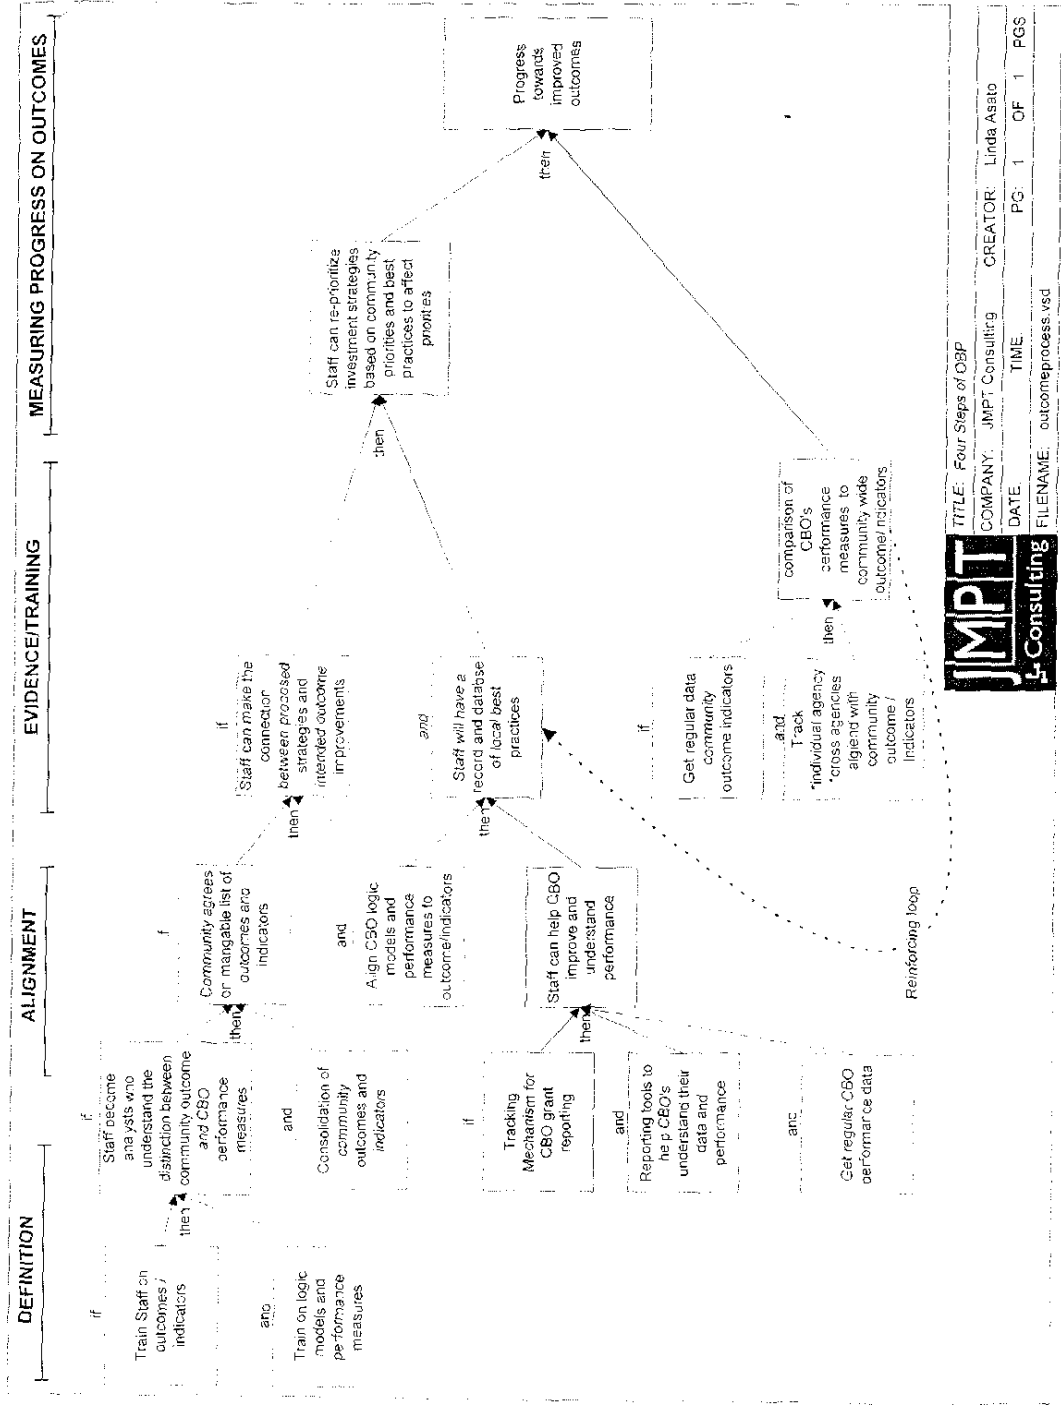 DEFINITION
ALIGNMENT
EVIDENCE/TRAINING
MEASURING PROGRESS ON OUTCOMES
if
Train Staff on
outcomes /
indicators
and
Train on logic
models and
performance
measures
then
if
Staff become
analysts who
understand the
distinction between
community outcome
and CBO
performance
measures
and
Consolidation of
community
outcomes and
indicators
then
if
Tracking
Mechanism for
CBO grant
reporting
and
Reporting tools to
help CBO's
understand their
data and
performance
and
Get regular CBO
performance data
then
if
Community agrees
on mangable list of
outcomes and
indicators
then
and
Align CBO logic
models and
performance
measures to
outcome/indicators
Staff can help CBO
improve and
understand
performance
then
if
Staff can make the
connection
between proposed
strategies and
intended outcome
improvements
and
Staff will have a
record and databse
of local best
practices
then
if
Get regular data
community
outcome indicators
and
Track
*individual agency
*cross agencies
algiend with
community
outcome /
Indicators
then
comparison of
CBO's
performance
measures to
community wide
outcome/indicators
Reinforcing loop
Staff can re-prioritize
investment strategies
based on community
priorities and best
practices to affect
priorities
then
Progress
towards
improved
outcomes
JMPT
Consulting
TITLE: Four Steps of OBP
COMPANY: JMPT Consulting CREATOR: Linda Asato
DATE: TIME: PG: 1 OF 1 PGS
FILENAME: outcomeprocess.vsd